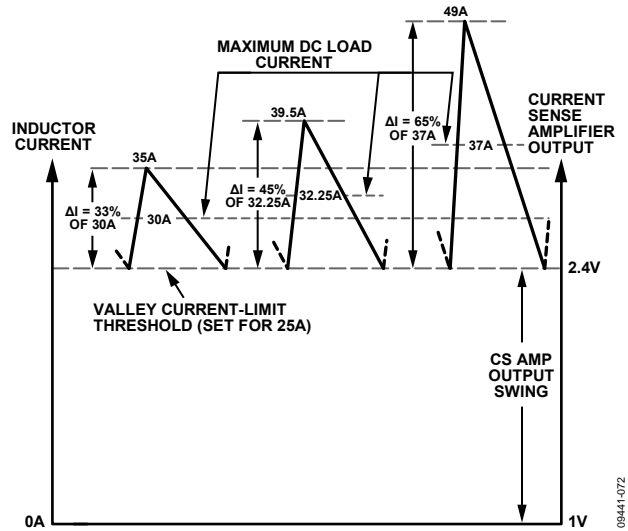 49A
MAXIMUM DC LOAD
CURRENT
39.5A
ΔI = 65%
OF 37A
CURRENT
SENSE
AMPLIFIER
OUTPUT
INDUCTOR
CURRENT
35A
37A
ΔI = 45%
OF 32.25A
32.25A
ΔI = 33%
OF 30A
30A
2.4V
VALLEY CURRENT-LIMIT
THRESHOLD (SET FOR 25A)
CS AMP
OUTPUT
SWING
0A
1V
09441-072